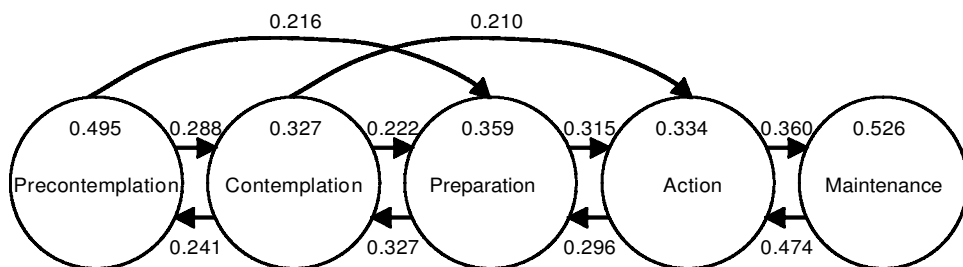 0.216 0.210
0.495 0.288 0.327 0.222 0.359 0.315 0.334 0.360 0.526
Precontemplation Contemplation Preparation Action Maintenance
0.241 0.327 0.296 0.474